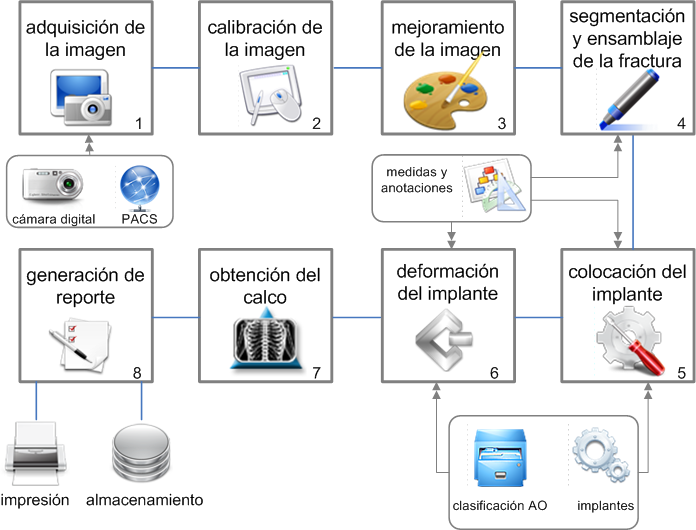 adquisición de
la imagen
1
calibración de
la imagen
2
mejoramiento
de la imagen
3
segmentación
y ensamblaje
de la fractura
4
cámara digital
PACS
medidas y
anotaciones
generación de
reporte
8
obtención del
calco
7
deformación
del implante
6
colocación del
implante
5
impresión
almacenamiento
clasificación AO
implantes